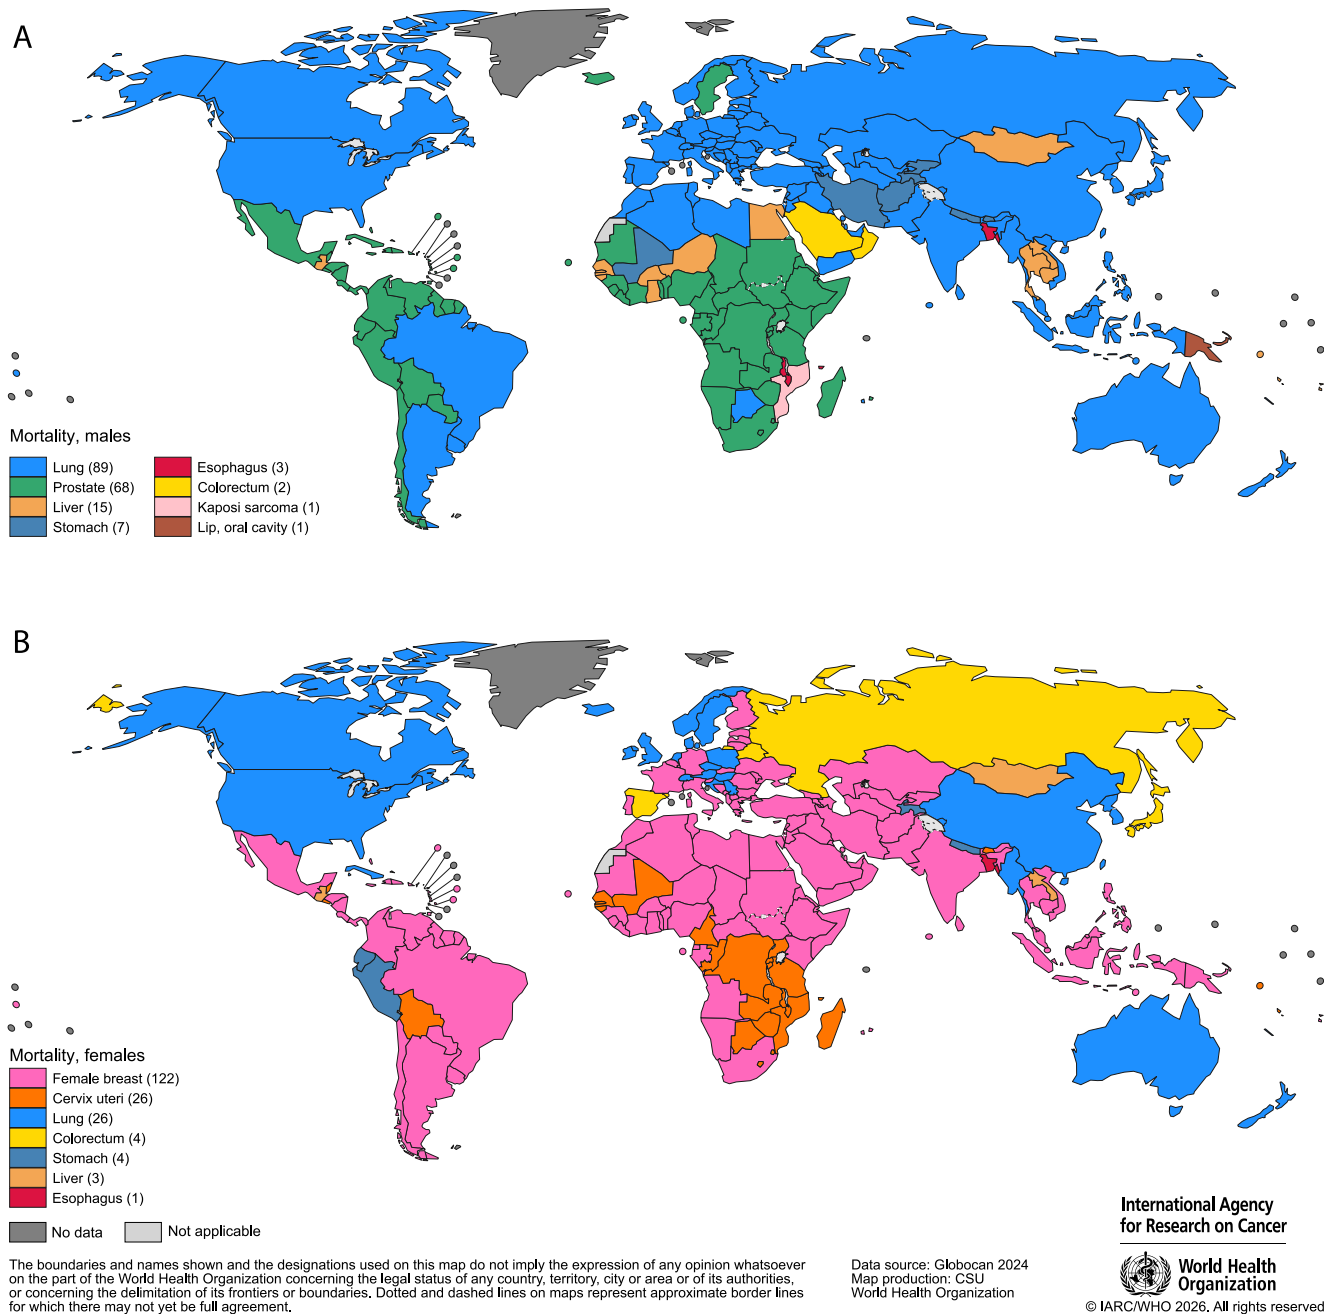 A
Mortality, males
Lung (89)
Prostate (68)
Liver (15)
Stomach (7)
Esophagus (3)
Colorectum (2)
Kaposi sarcoma (1)
Lip, oral cavity (1)
B
Mortality, females
Female breast (122)
Cervix uteri (26)
Lung (26)
Colorectum (4)
Stomach (4)
Liver (3)
Esophagus (1)
No data
Not applicable
The boundaries and names shown and the designations used on this map do not imply the expression of any opinion whatsoever
on the part of the World Health Organization concerning the legal status of any country, territory, city or area or of its authorities,
or concerning the delimitation of its frontiers or boundaries. Dotted and dashed lines on maps represent approximate border lines
for which there may not yet be full agreement.
Data source: Globocan 2024
Map production: CSU
World Health Organization
International Agency
for Research on Cancer
World Health
Organization
© IARC/WHO 2026. All rights reserved